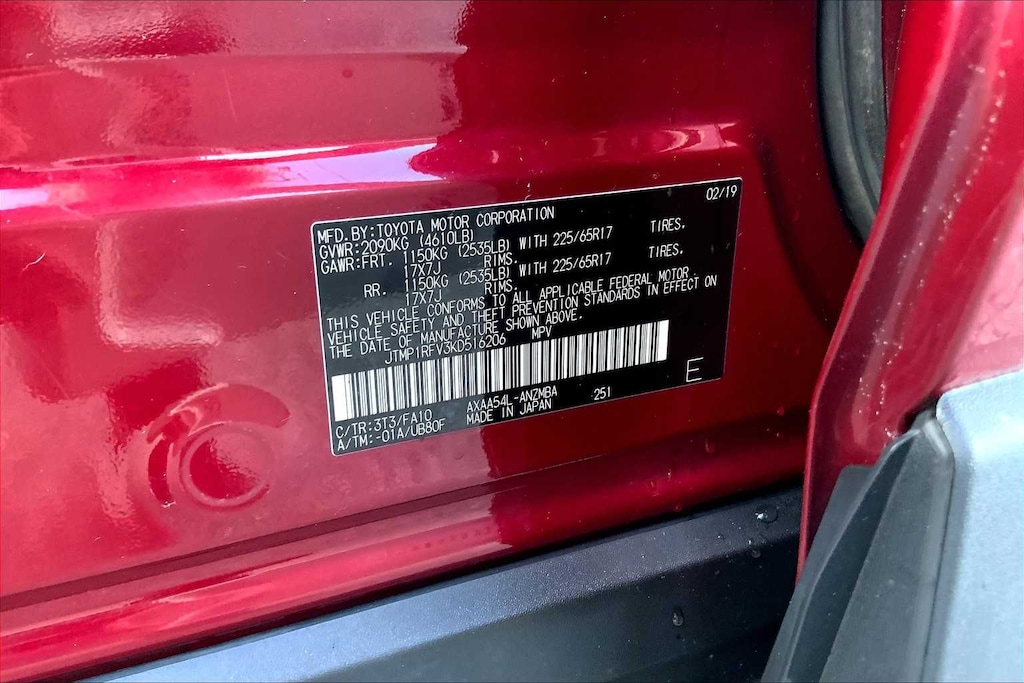 02/19
MFD. BY: TOYOTA MOTOR CORPORATION
GVWR: 2090KG (4610LB)
GAWR: FRT. 1150KG (2535LB) WITH 225/65R17 TIRES.
17X7J RIMS.
RR. 1150KG (2535LB) WITH 225/65R17 TIRES.
17X7J RIMS.
THIS VEHICLE CONFORMS TO ALL APPLICABLE FEDERAL MOTOR
VEHICLE SAFETY AND THEFT PREVENTION STANDARDS IN EFFECT ON
THE DATE OF MANUFACTURE SHOWN ABOVE.
JTMP1RFV3KD516206 MPV
E
C/TR: 3T3/FA10 AXAA54L-ANZMBA 251
A/TM: -01A/UB80F MADE IN JAPAN